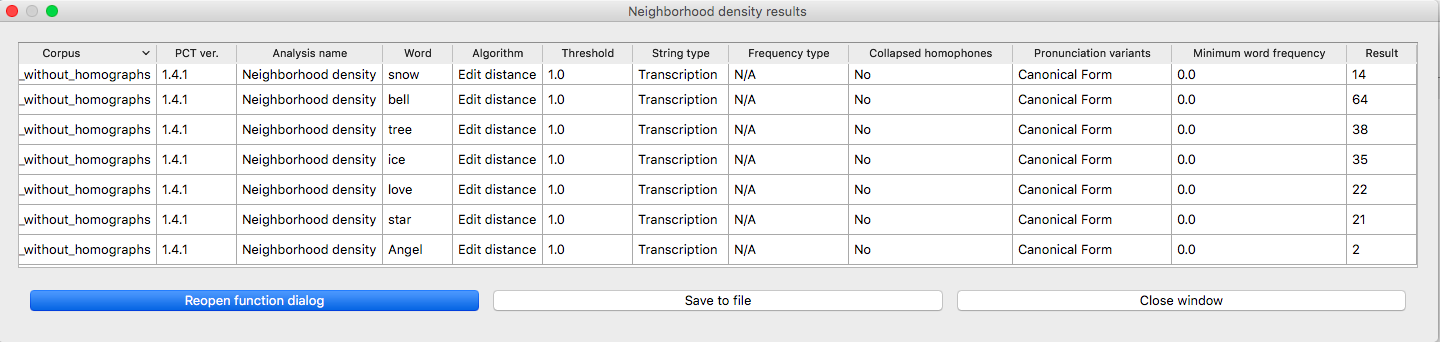 Neighborhood density results
Corpus PCT ver. Analysis name Word Algorithm Threshold String type Frequency type Collapsed homophones Pronunciation variants Minimum word frequency Result
_without_homographs 1.4.1 Neighborhood density snow Edit distance 1.0 Transcription N/A No Canonical Form 0.0 14
_without_homographs 1.4.1 Neighborhood density bell Edit distance 1.0 Transcription N/A No Canonical Form 0.0 64
_without_homographs 1.4.1 Neighborhood density tree Edit distance 1.0 Transcription N/A No Canonical Form 0.0 38
_without_homographs 1.4.1 Neighborhood density ice Edit distance 1.0 Transcription N/A No Canonical Form 0.0 35
_without_homographs 1.4.1 Neighborhood density love Edit distance 1.0 Transcription N/A No Canonical Form 0.0 22
_without_homographs 1.4.1 Neighborhood density star Edit distance 1.0 Transcription N/A No Canonical Form 0.0 21
_without_homographs 1.4.1 Neighborhood density Angel Edit distance 1.0 Transcription N/A No Canonical Form 0.0 2
Reopen function dialog Save to file Close window